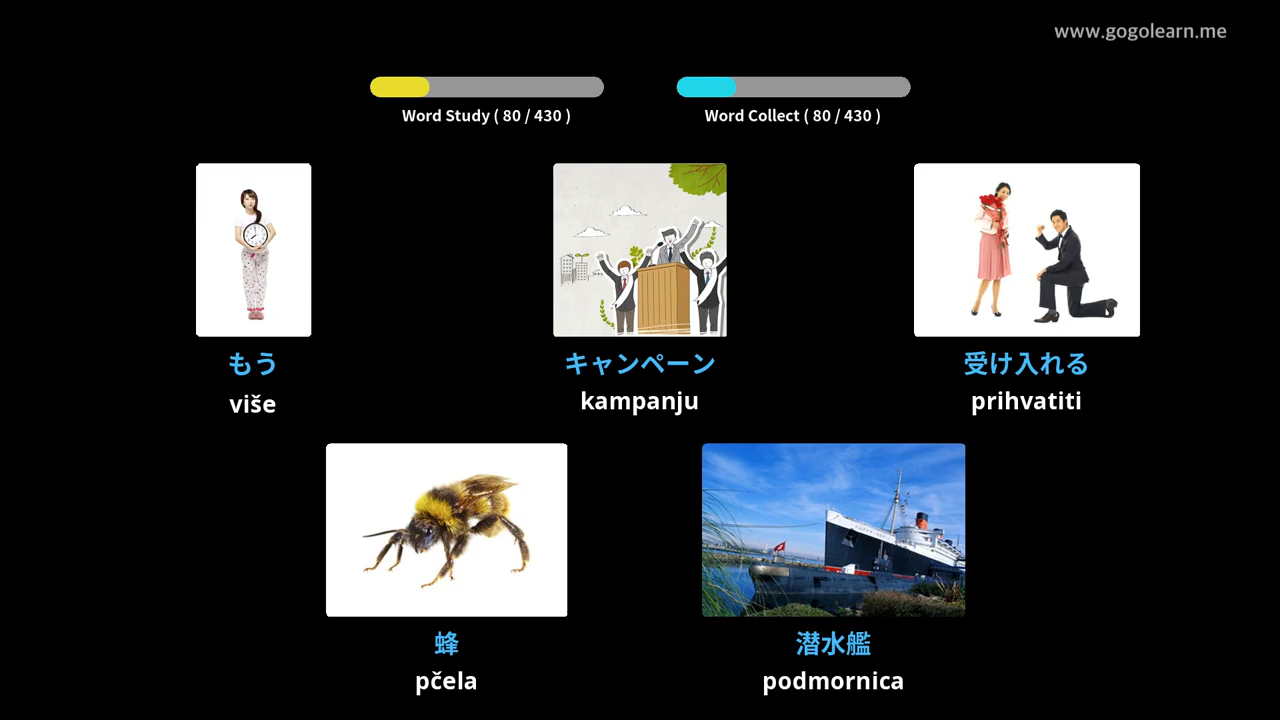 www.gogolearn.me
Word Study ( 80 / 430 )
Word Collect ( 80 / 430 )
もう
više
キャンペーン
kampanju
受け入れる
prihvatiti
蜂
pčela
潜水艦
podmornica